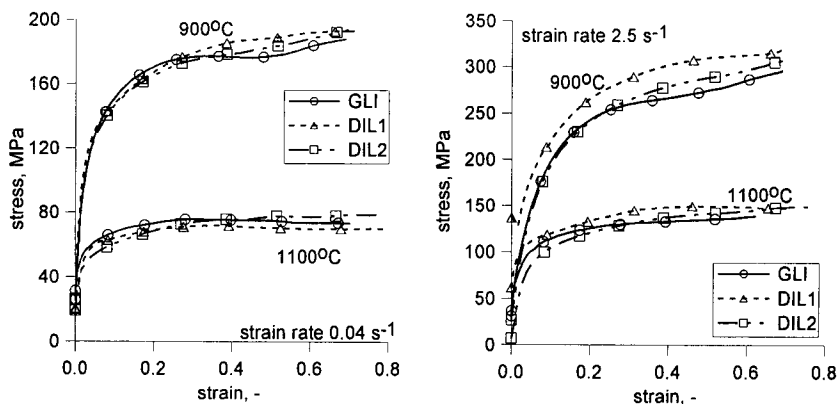 stress, MPa
200
160
120
80
40
0
0.0 0.2 0.4 0.6 0.8
strain, -
900°C
GLI
DIL1
DIL2
1100°C
strain rate 0.04 s-1
stress, MPa
350
300
250
200
150
100
50
0
0.0 0.2 0.4 0.6 0.8
strain, -
strain rate 2.5 s-1
900°C
1100°C
GLI
DIL1
DIL2